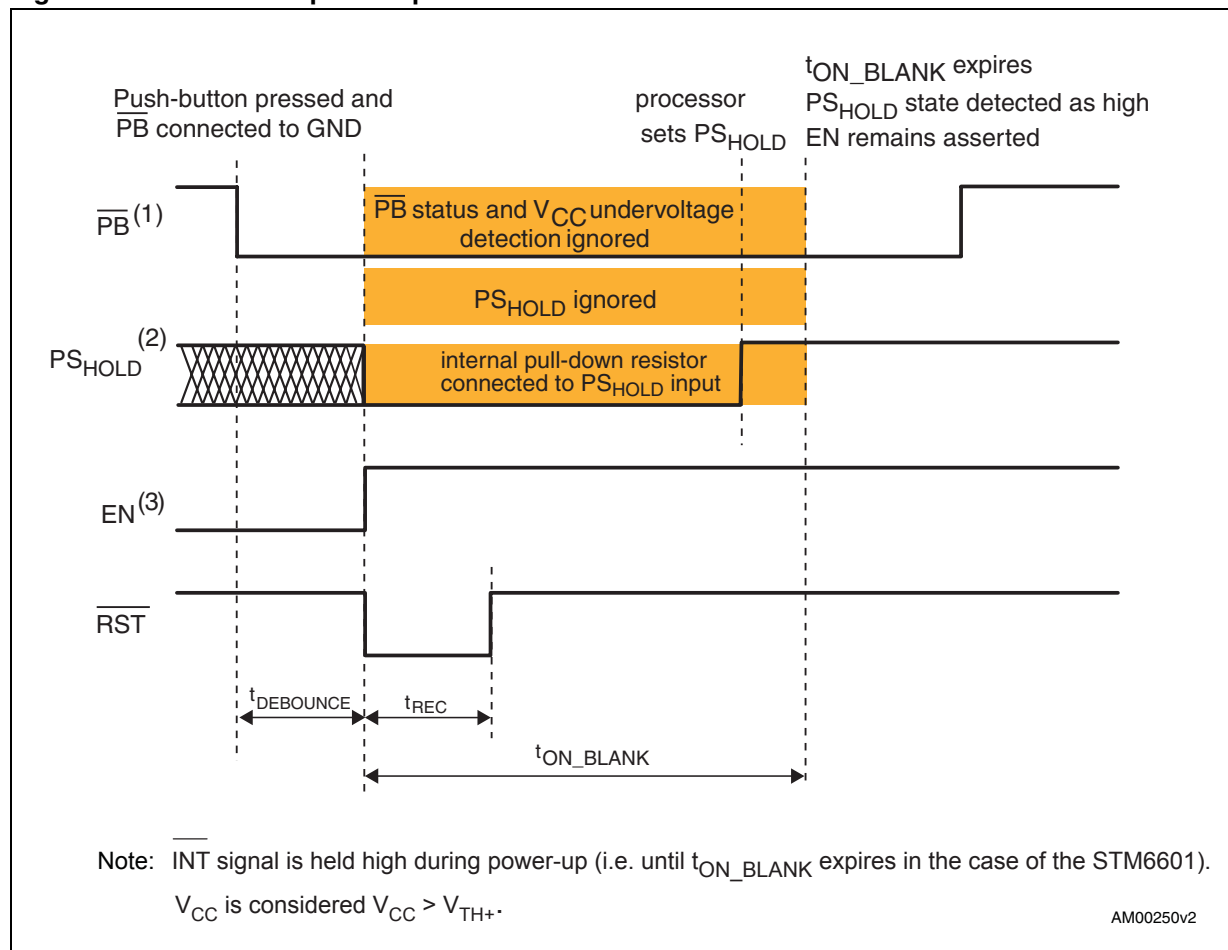 Push-button pressed and
PB connected to GND
processor
sets PSHOLD
tON_BLANK expires
PSHOLD state detected as high
EN remains asserted
PB(1)
PB status and VCC undervoltage
detection ignored
PSHOLD ignored
PSHOLD(2)
internal pull-down resistor
connected to PSHOLD input
EN(3)
RST
tDEBOUNCE
tREC
tON_BLANK
Note: INT signal is held high during power-up (i.e. until tON_BLANK expires in the case of the STM6601).
VCC is considered VCC > VTH+.
AM00250v2